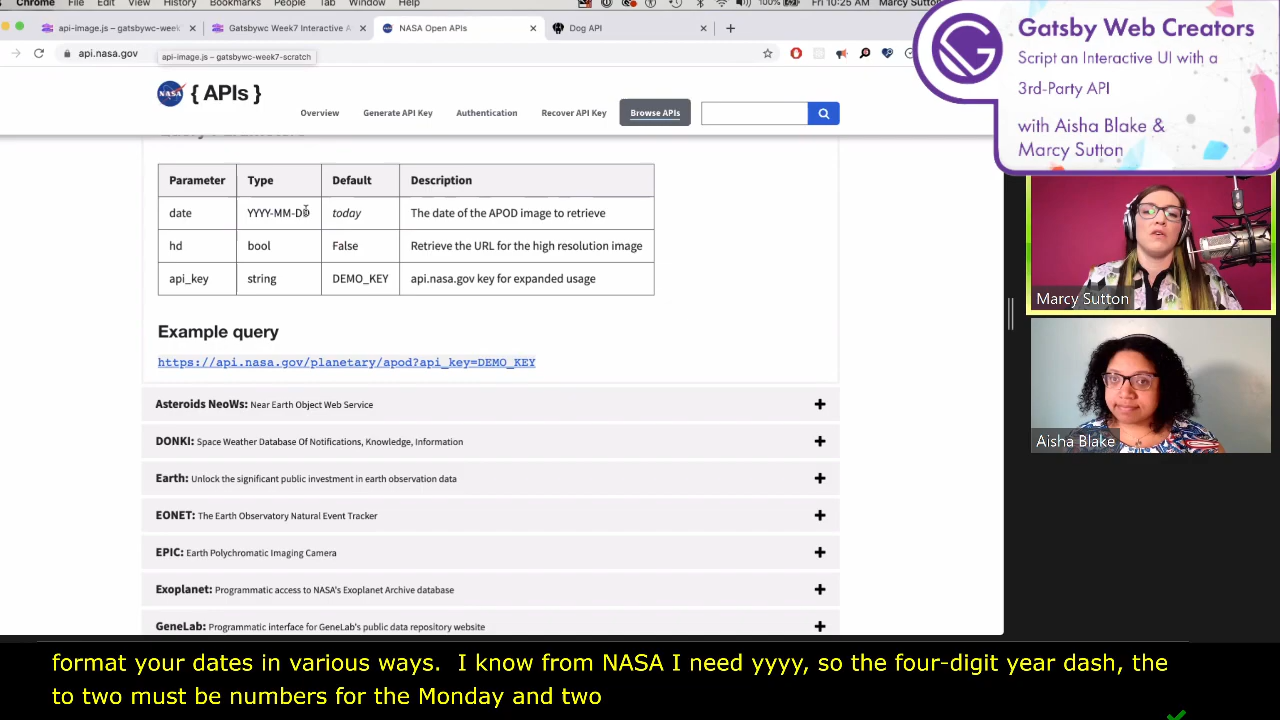 Chrome File Edit View History Bookmarks People Tab Window Help 100% Fri 10:25 AM Marcy Sutton
api-image.js — gatsbywc-week
Gatsbywc Week7 Interactive A
NASA Open APIs
Dog API
api.nasa.gov
api-image.js – gatsbywc-week7-scratch
NASA { APIs }
Overview Generate API Key Authentication Recover API Key Browse APIs
Query Parameters
Parameter Type Default Description
date YYYY-MM-DD today The date of the APOD image to retrieve
hd bool False Retrieve the URL for the high resolution image
api_key string DEMO_KEY api.nasa.gov key for expanded usage
Example query
https://api.nasa.gov/planetary/apod?api_key=DEMO_KEY
Asteroids NeoWs: Near Earth Object Web Service
DONKI: Space Weather Database Of Notifications, Knowledge, Information
Earth: Unlock the significant public investment in earth observation data
EONET: The Earth Observatory Natural Event Tracker
EPIC: Earth Polychromatic Imaging Camera
Exoplanet: Programmatic access to NASA's Exoplanet Archive database
GeneLab: Programmatic interface for GeneLab's public data repository website
Gatsby Web Creators
Script an Interactive UI with a
3rd-Party API
with Aisha Blake &
Marcy Sutton
Marcy Sutton
Aisha Blake
format your dates in various ways. I know from NASA I need yyyy, so the four-digit year dash, the
to two must be numbers for the Monday and two